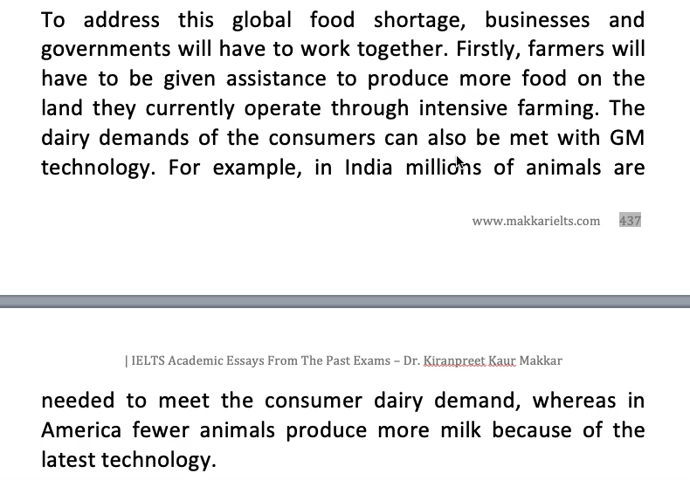 To address this global food shortage, businesses and
governments will have to work together. Firstly, farmers will
have to be given assistance to produce more food on the
land they currently operate through intensive farming. The
dairy demands of the consumers can also be met with GM
technology. For example, in India millions of animals are
www.makkarielts.com 437
| IELTS Academic Essays From The Past Exams – Dr. Kiranpreet Kaur Makkar
needed to meet the consumer dairy demand, whereas in
America fewer animals produce more milk because of the
latest technology.